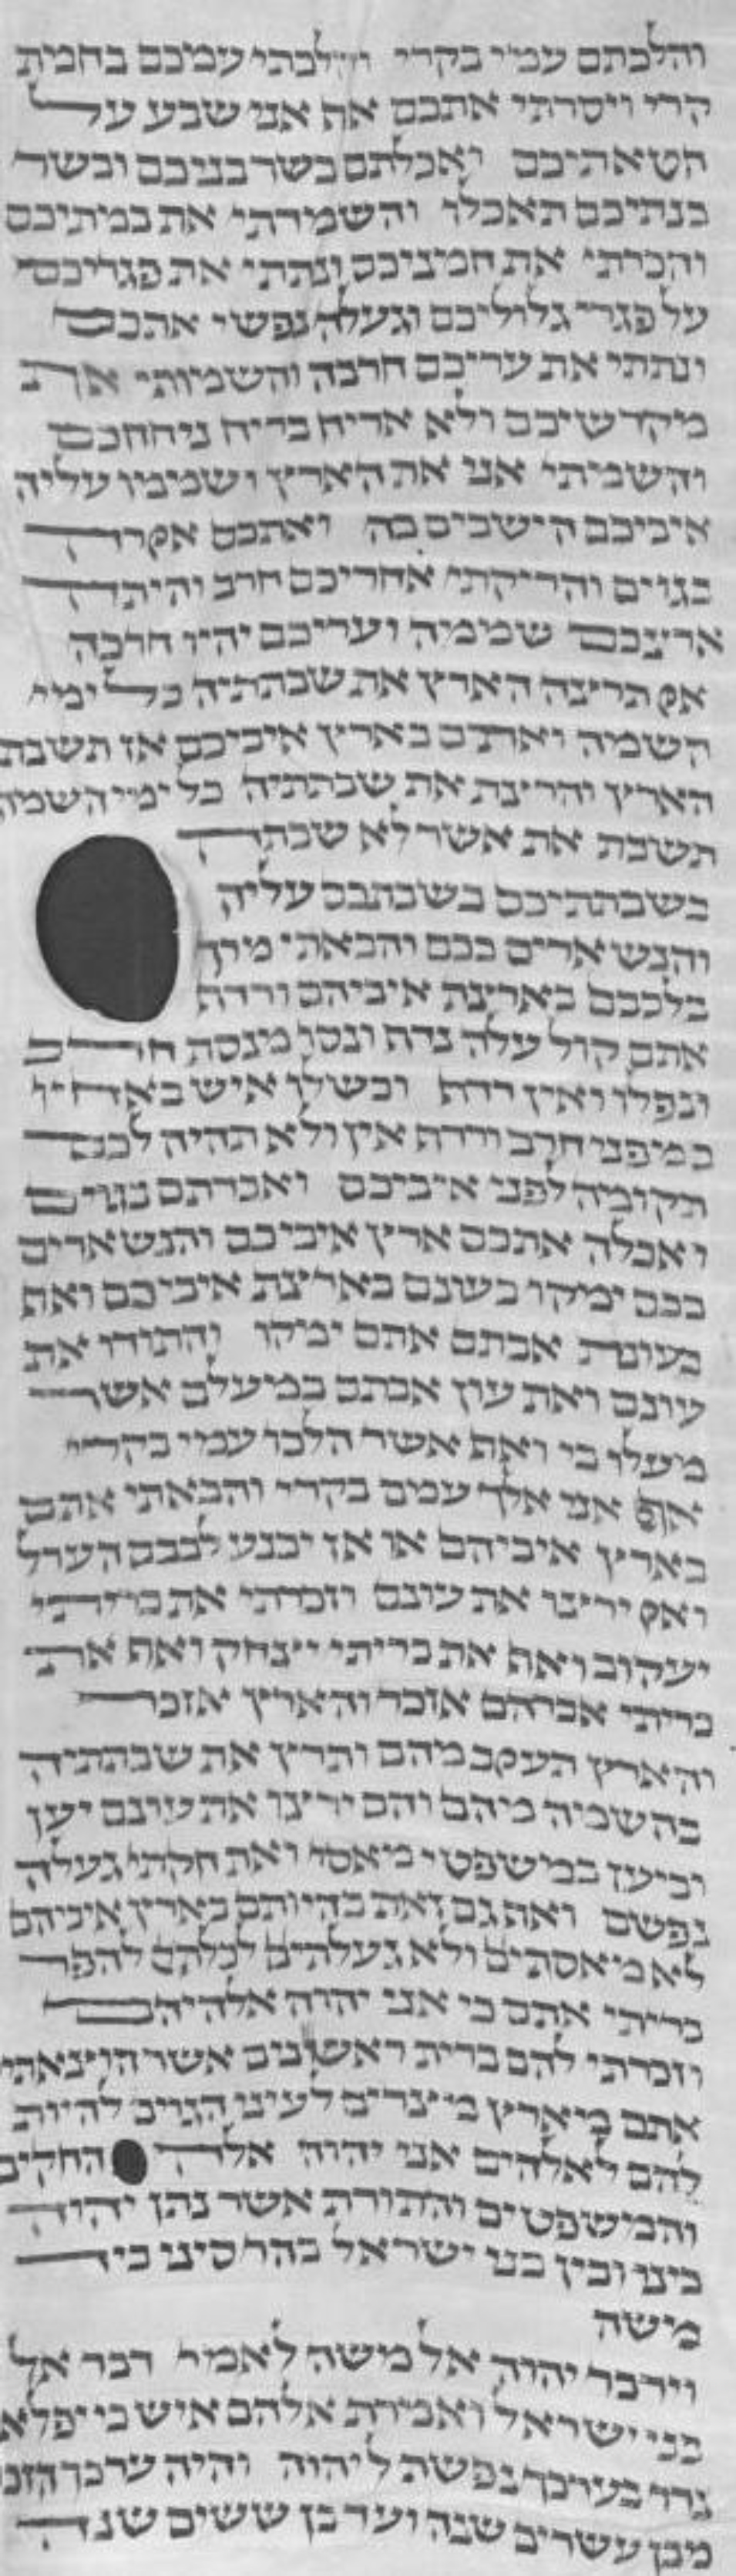 והלכתם עמי בקרי והלכתי עמכם בחמת
קרי ויסרתי אתכם אף אני שבע על
חטאתיכם ואכלתם בשר בניכם ובשר
בנתיכם תאכלו והשמדתי את במתיכם
והכרתי את חמניכם ונתתי את פגריכם
על פגרי גלוליכם וגעלה נפשי אתכם
ונתתי את עריכם חרבה והשמותי את
מקדשיכם ולא אריח בריח ניחחכם
והשמתי אני את הארץ ושממו עליה
איביכם הישבים בה ואתכם אזרה
בגוים והריקתי אחריכם חרב והיתה
ארצכם שממה ועריכם יהיו חרבה
אז תרצה הארץ את שבתתיה כל ימי
השמה ואתם בארץ איביכם אז תשבת
הארץ והרצת את שבתתיה כל ימי השמה
תשבת את אשר לא שבתה
בשבתתיכם בשבתכם עליה
והנשארים בכם והבאתי מרך
בלבבם בארצת איביהם ורדף
אתם קול עלה נדף ונסו מנסת חרב
ונפלו ואין רדף וכשלו איש באחיו
כמפני חרב ורדף אין ולא תהיה לכם
תקומה לפני איביכם ואבדתם בגוים
ואכלה אתכם ארץ איביכם והנשארים
בכם ימקו בעונם בארצת איביכם ואף
בעונת אבתם אתם ימקו והתודו את
עונם ואת עון אבתם במעלם אשר
מעלו בי ואף אשר הלכו עמי בקרי
אף אני אלך עמם בקרי והבאתי אתם
בארץ איביהם או אז יכנע לבבם הערל
ואז ירצו את עונם וזכרתי את בריתי
יעקוב ואף את בריתי יצחק ואף את
בריתי אברהם אזכר והארץ אזכר
והארץ תעזב מהם ותרץ את שבתתיה
בהשמה מהם והם ירצו את עונם יען
וביען במשפטי מאסו ואת חקתי געלה
נפשם ואף גם זאת בהיותם בארץ איביהם
לא מאסתים ולא געלתים לכלתם להפר
בריתי אתם כי אני יהוה אלהיהם
וזכרתי להם ברית ראשנים אשר הוצאתי
אתם מארץ מצרים לעיני הגוים להיות
להם לאלהים אני יהוה אלה החקים
והמשפטים והתורת אשר נתן יהוה
בינו ובין בני ישראל בהר סיני ביד
משה
וידבר יהוה אל משה לאמר דבר אל
בני ישראל ואמרת אלהם איש כי יפלא
נדר בערכך נפשת ליהוה והיה ערכך הזכר
מבן עשרים שנה ועד בן ששים שנה